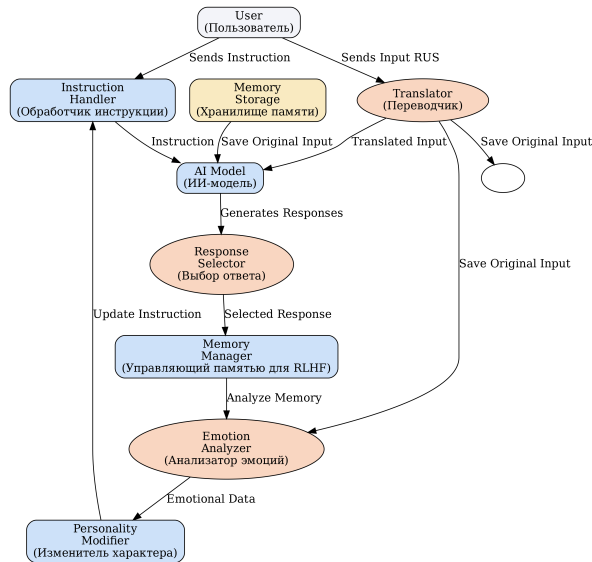 User
(Пользователь)
Sends Instruction
Sends Input RUS
Instruction
Handler
(Обработчик инструкции)
Memory
Storage
(Хранилище памяти)
Translator
(Переводчик)
Instruction
Save Original Input
Translated Input
Save Original Input
AI Model
(ИИ-модель)
Generates Responses
Response
Selector
(Выбор ответа)
Save Original Input
Update Instruction
Selected Response
Memory
Manager
(Управляющий памятью для RLHF)
Analyze Memory
Emotion
Analyzer
(Анализатор эмоций)
Emotional Data
Personality
Modifier
(Изменитель характера)